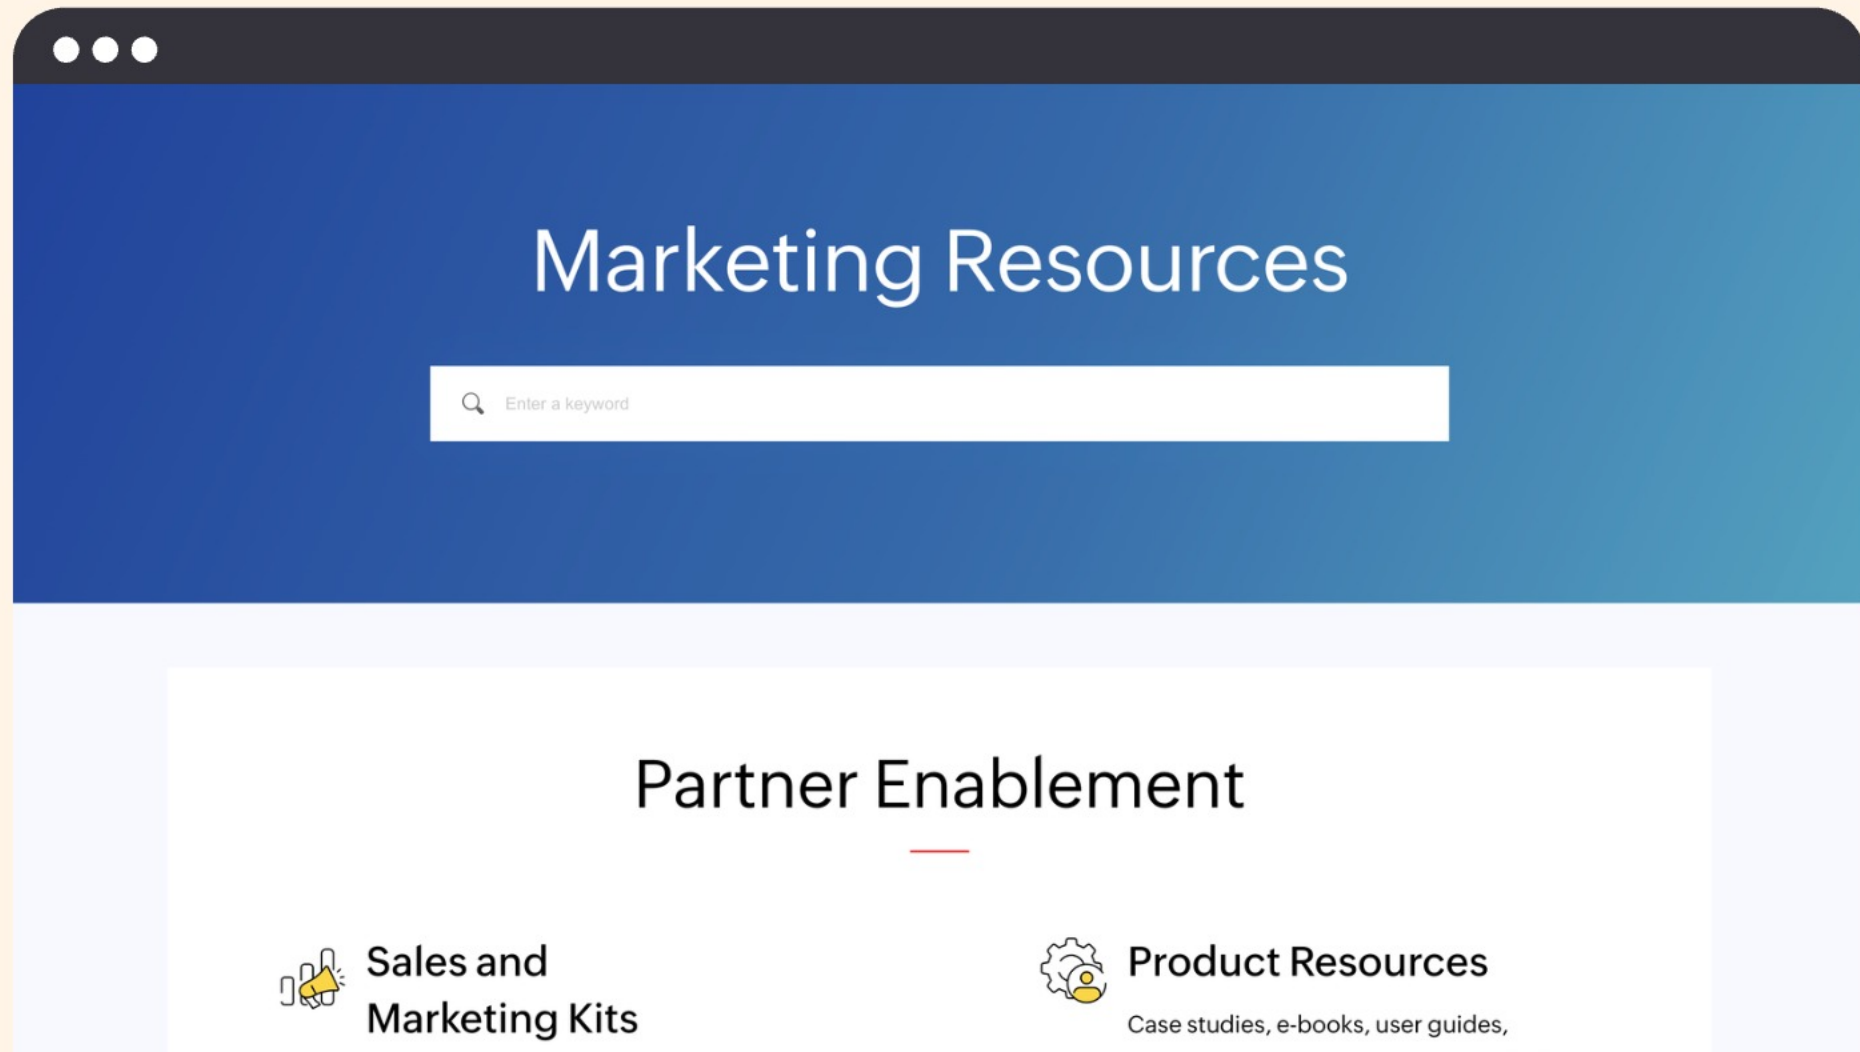 Marketing Resources
Enter a keyword
Partner Enablement
Sales and
Marketing Kits
Product Resources
Case studies, e-books, user guides,